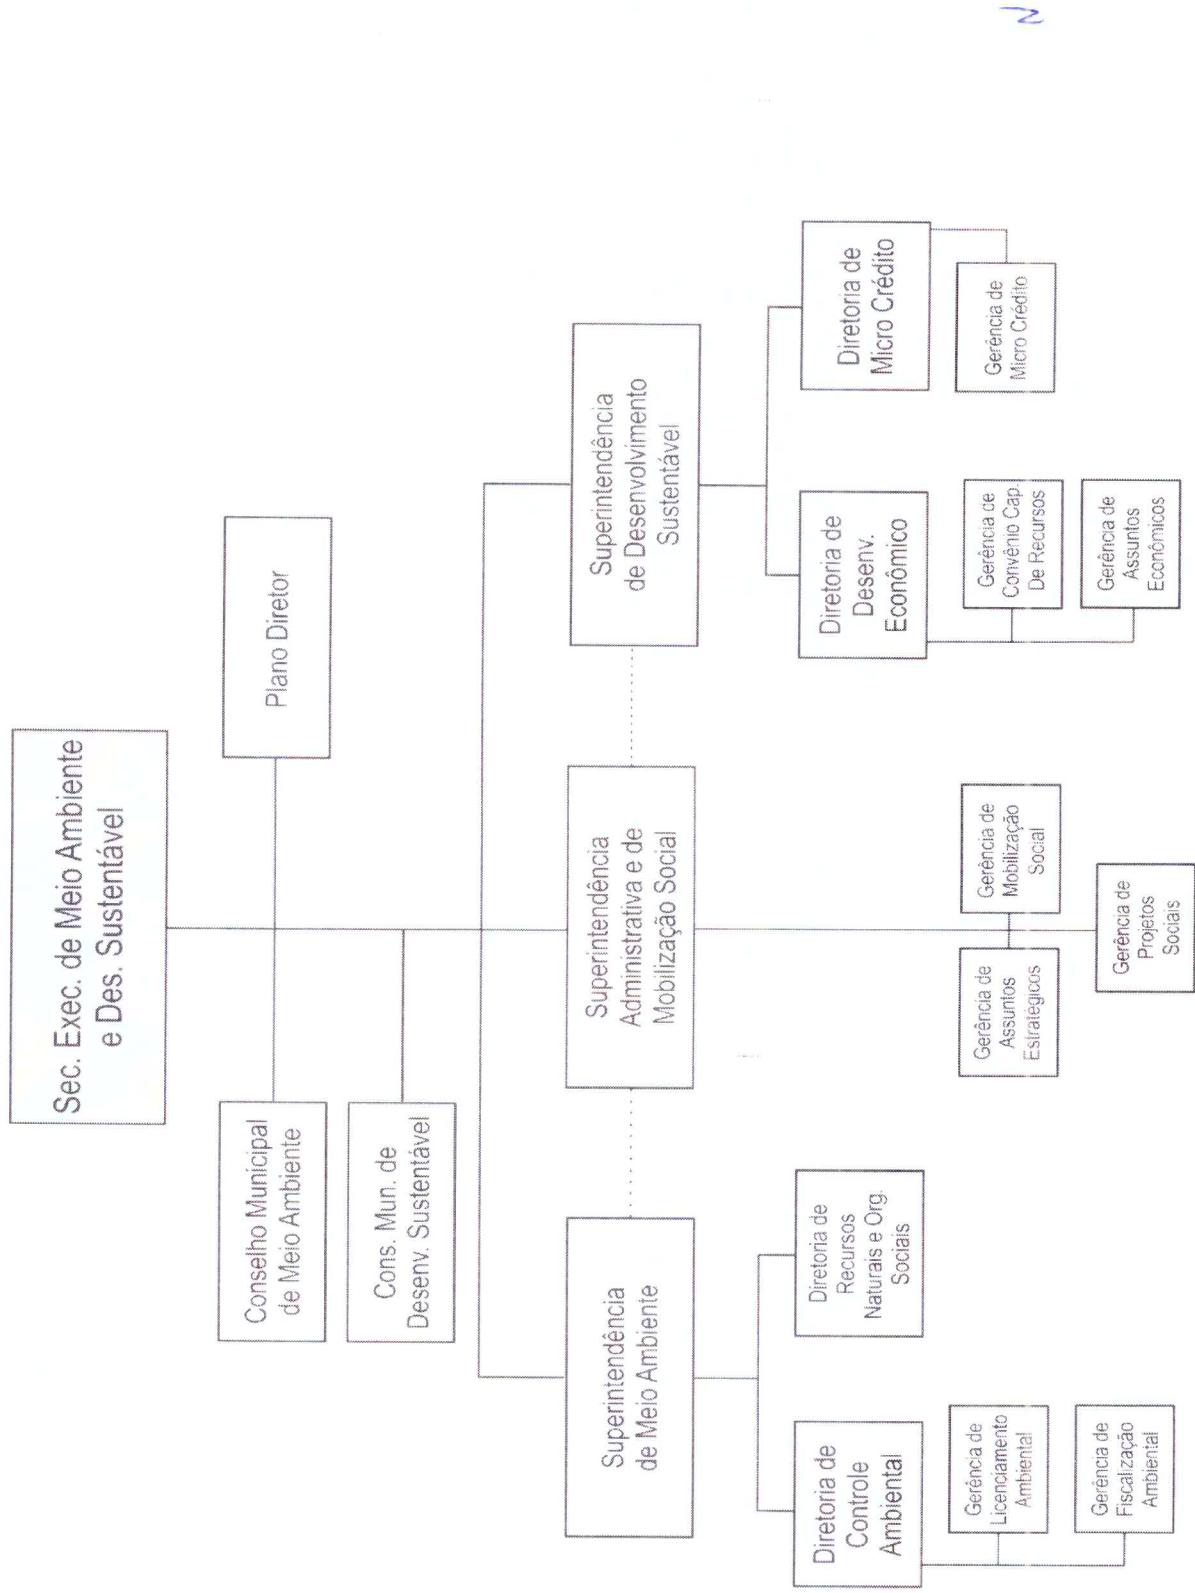 Sec. Exec. de Meio Ambiente
e Des. Sustentável
Conselho Municipal
de Meio Ambiente
Plano Diretor
Cons. Mun. de
Desenv. Sustentável
Superintendência
de Meio Ambiente
Superintendência
Administrativa e de
Mobilização Social
Superintendência
de Desenvolvimento
Sustentável
Diretoria de
Controle
Ambiental
Diretoria de
Recursos
Naturais e Org.
Sociais
Diretoria de
Desenv.
Econômico
Diretoria de
Micro Crédito
Gerência de
Licenciamento
Ambiental
Gerência de
Fiscalização
Ambiental
Gerência de
Assuntos
Estratégicos
Gerência de
Mobilização
Social
Gerência de
Projetos
Sociais
Gerência de
Convênio Cap.
De Recursos
Gerência de
Assuntos
Econômicos
Gerência de
Micro Crédito